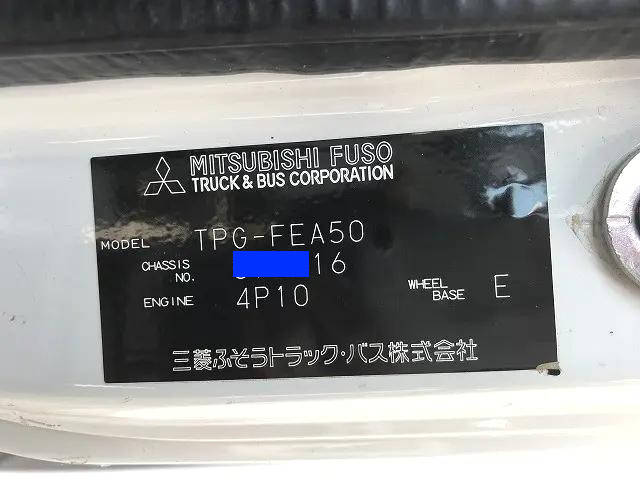 MITSUBISHI FUSO
TRUCK & BUS CORPORATION
MODEL TPG-FEA50
CHASSIS NO. 16
ENGINE 4P10 WHEEL BASE E
三菱ふそうトラック・バス株式会社